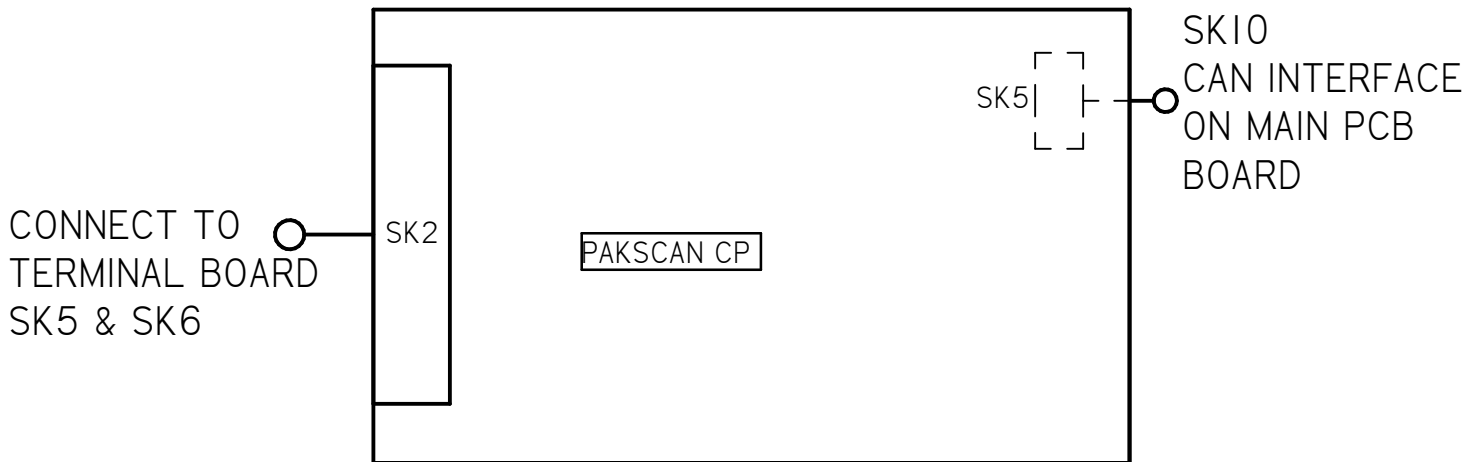 SK10
CAN INTERFACE
ON MAIN PCB
BOARD
SK5
CONNECT TO
TERMINAL BOARD
SK5 & SK6
SK2
PAKSCAN CP